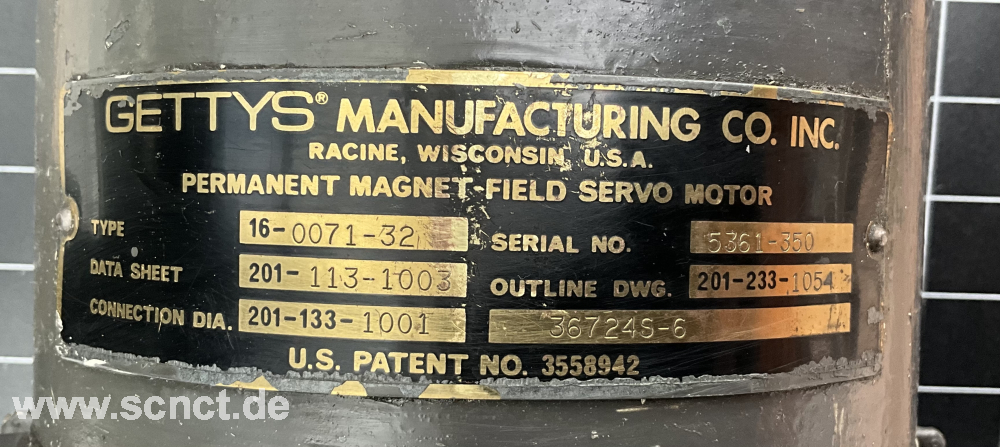 GETTYS® MANUFACTURING CO. INC.
RACINE, WISCONSIN, U.S.A.
PERMANENT MAGNET-FIELD SERVO MOTOR
TYPE 16-0071-32 SERIAL NO. 5361-350
DATA SHEET 201-113-1003 OUTLINE DWG. 201-233-1054
CONNECTION DIA. 201-133-1001 36724S-6
U.S. PATENT NO. 3558942
www.scnct.de